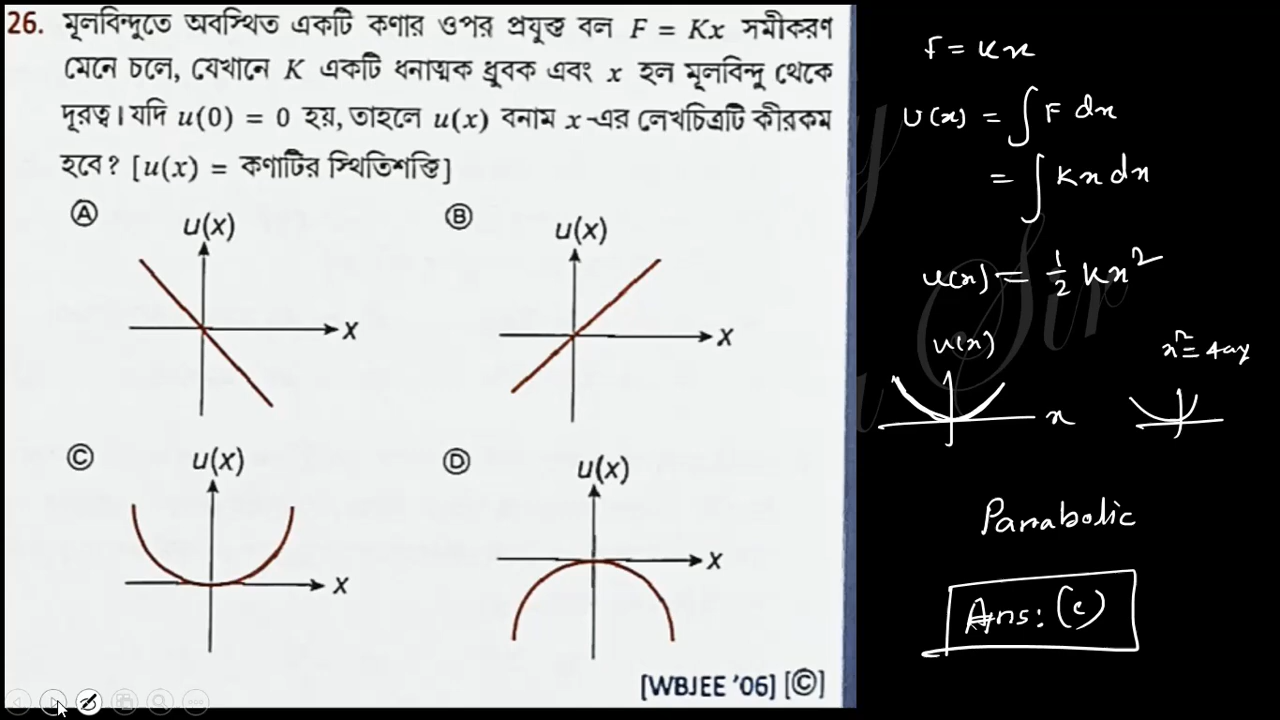 26. মূলবিন্দুতে অবস্থিত একটি কণার ওপর প্রযুক্ত বল F = Kx সমীকরণ
মেনে চলে, যেখানে K একটি ধনাত্মক ধ্রুবক এবং x হল মূলবিন্দু থেকে
দূরত্ব। যদি u(0) = 0 হয়, তাহলে u(x) বনাম x-এর লেখচিত্রটি কীরকম
হবে? [u(x) = কণাটির স্থিতিশক্তি]
Ⓐ u(x) X
Ⓑ u(x) X
Ⓒ u(x) X
Ⓓ u(x) X
[WBJEE '06] [©]
F = Kx
U(x) = ∫ F dx
= ∫ Kx dx
u(x) = 1/2 Kx²
u(x)
x
x² = 4ay
Parabolic
Ans: (c)
Sir